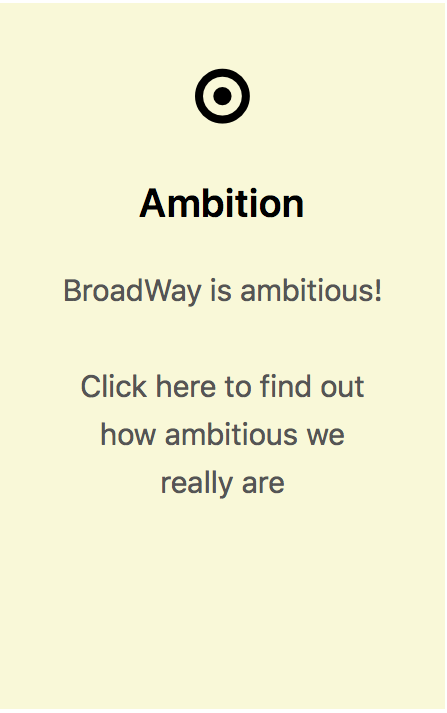 Ambition
BroadWay is ambitious!
Click here to find out
how ambitious we
really are